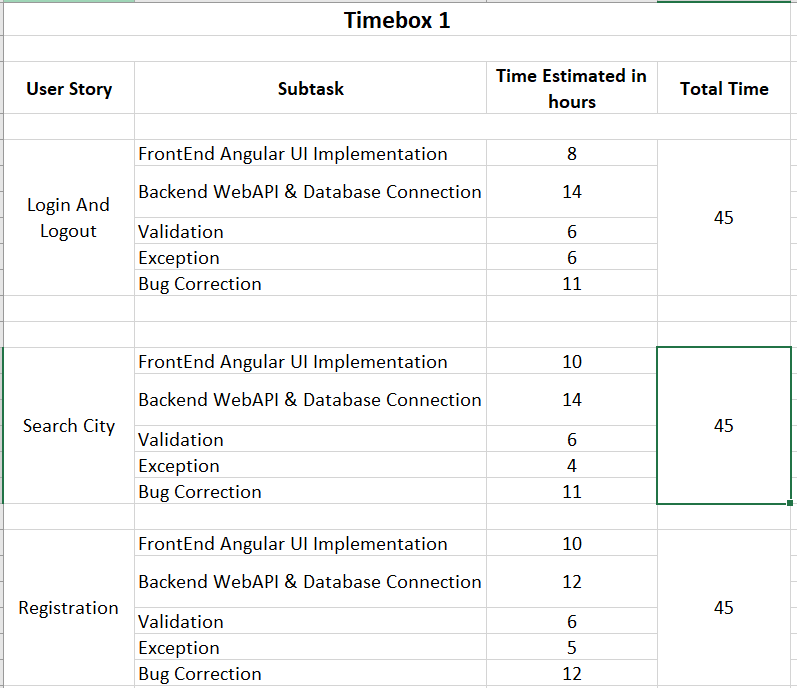 Timebox 1
User Story Subtask Time Estimated in hours Total Time
Login And Logout
FrontEnd Angular UI Implementation 8
Backend WebAPI & Database Connection 14
Validation 6
Exception 6
Bug Correction 11
45
Search City
FrontEnd Angular UI Implementation 10
Backend WebAPI & Database Connection 14
Validation 6
Exception 4
Bug Correction 11
45
Registration
FrontEnd Angular UI Implementation 10
Backend WebAPI & Database Connection 12
Validation 6
Exception 5
Bug Correction 12
45